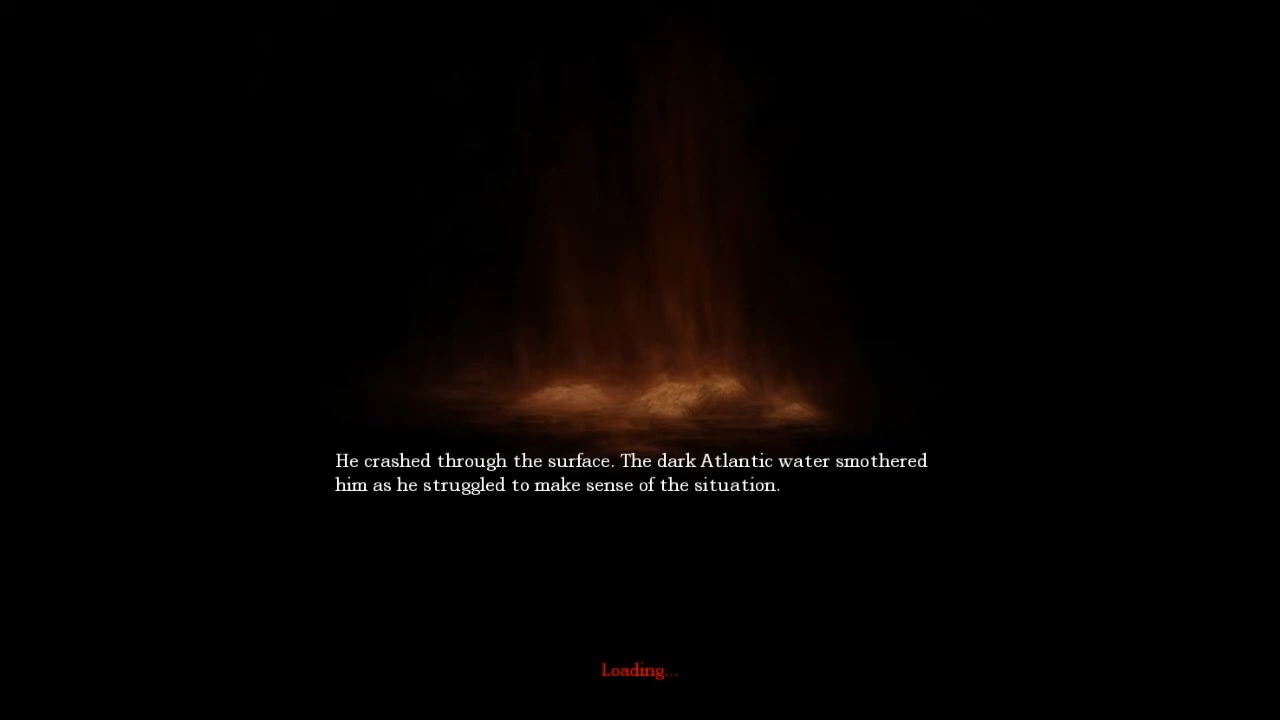 He crashed through the surface. The dark Atlantic water smothered
him as he struggled to make sense of the situation.
Loading...